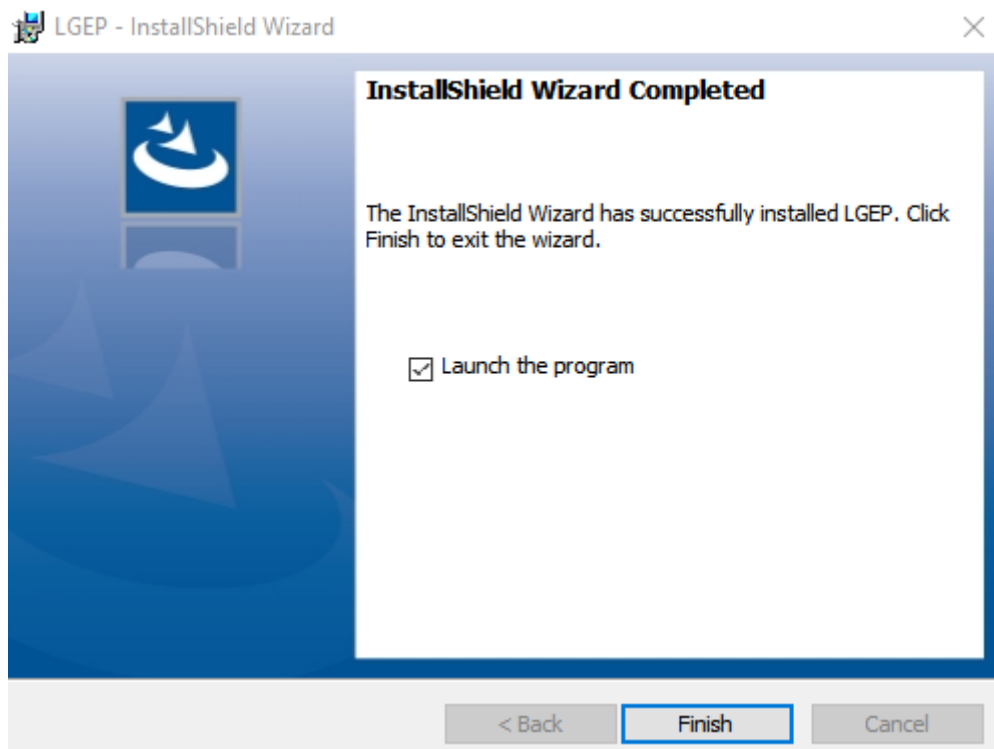 LGEP - InstallShield Wizard
InstallShield Wizard Completed
The InstallShield Wizard has successfully installed LGEP. Click
Finish to exit the wizard.
Launch the program
< Back
Finish
Cancel